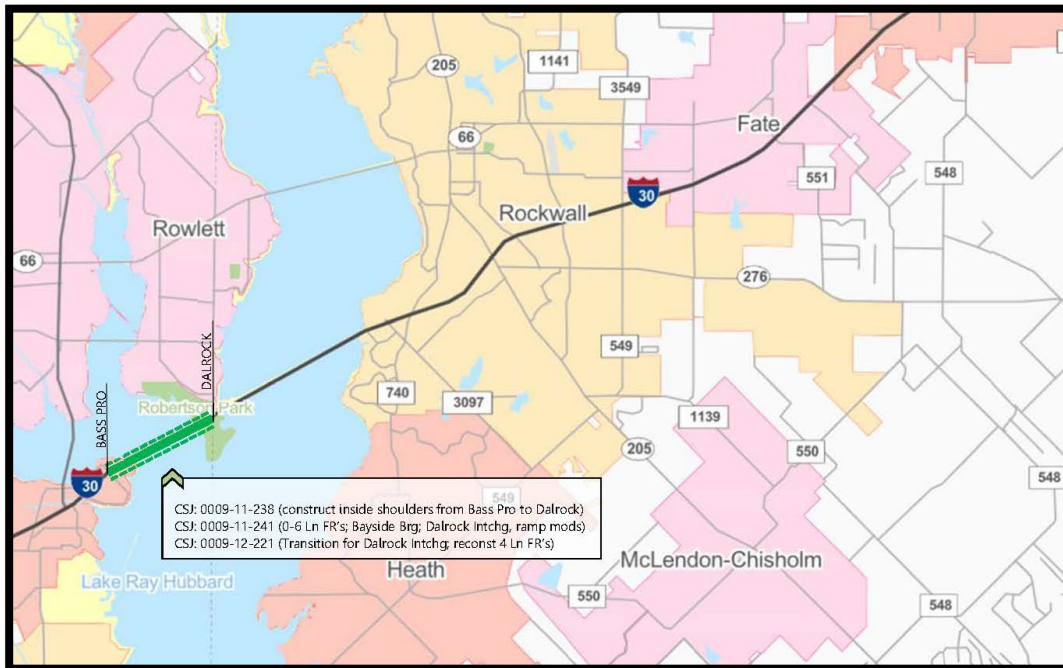 205
1141
3549
66
Fate
551
548
30
Rockwall
Rowlett
66
276
DALROCK
549
740
3097
Robertson Park
BASS PRO
1139
205
550
548
30
549
CSJ: 0009-11-238 (construct inside shoulders from Bass Pro to Dalrock)
CSJ: 0009-11-241 (0-6 Ln FR's; Bayside Brg; Dalrock Intchg, ramp mods)
CSJ: 0009-12-221 (Transition for Dalrock Intchg; reconst 4 Ln FR's)
McLendon-Chisholm
Heath
Lake Ray Hubbard
550
548